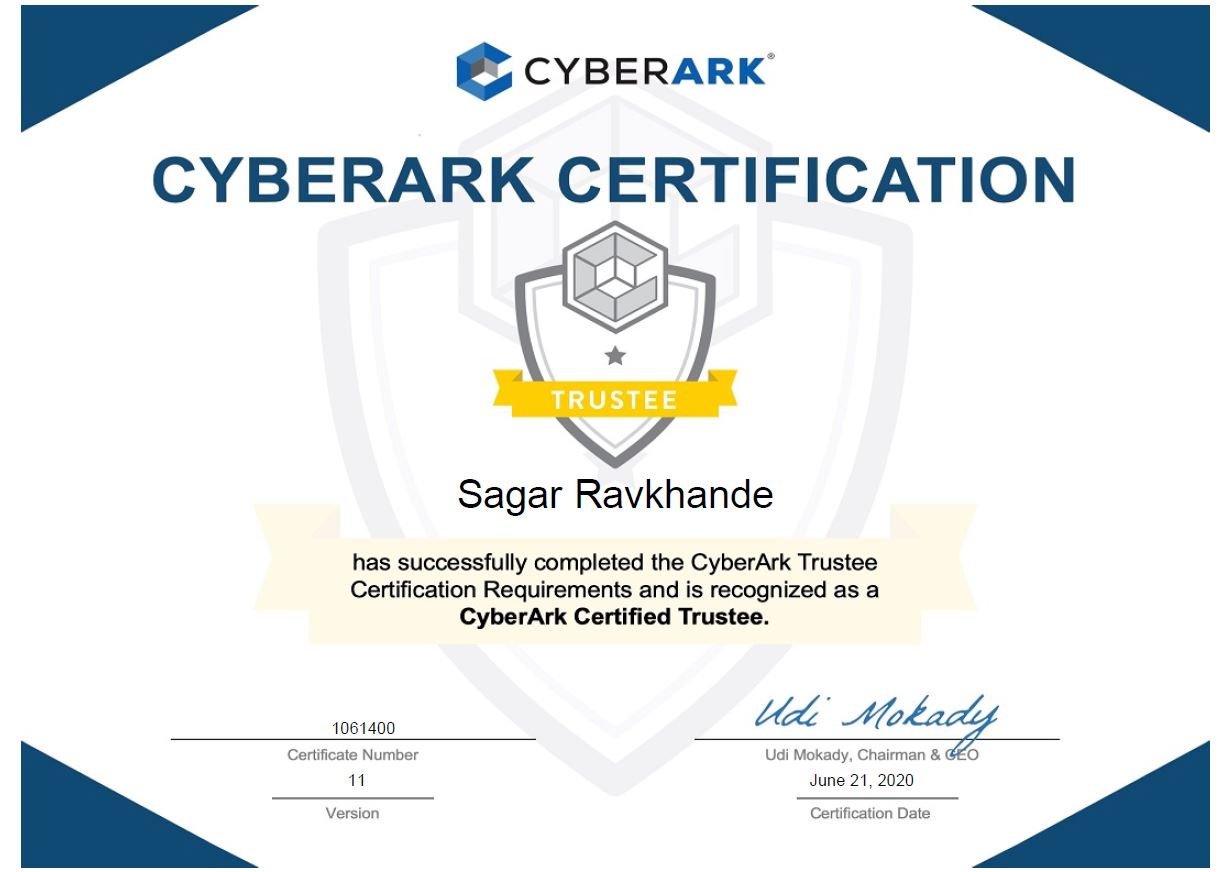 CYBERARK®
CYBERARK CERTIFICATION
TRUSTEE
Sagar Ravkhande
has successfully completed the CyberArk Trustee
Certification Requirements and is recognized as a
CyberArk Certified Trustee.
1061400
Certificate Number
11
Version
Udi Mokady
Udi Mokady, Chairman & CEO
June 21, 2020
Certification Date